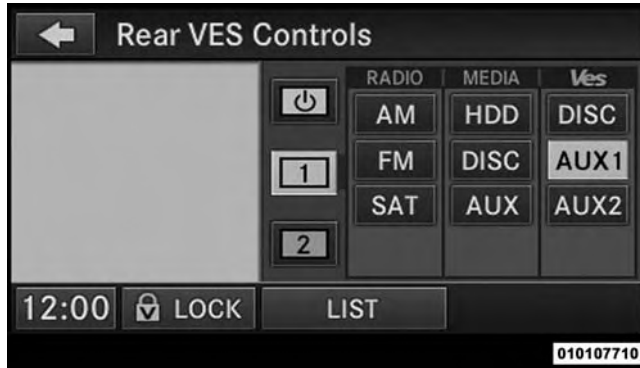 Rear VES Controls
RADIO MEDIA Ves
AM HDD DISC
1 FM DISC AUX1
SAT AUX AUX2
2
12:00 LOCK LIST
010107710